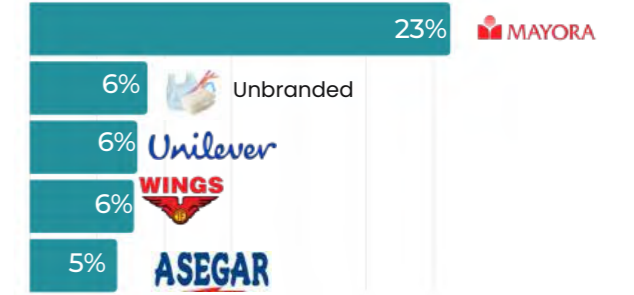 23% MAYORA
6% Unbranded
6% Unilever
WINGS
6%
5% ASEGAR